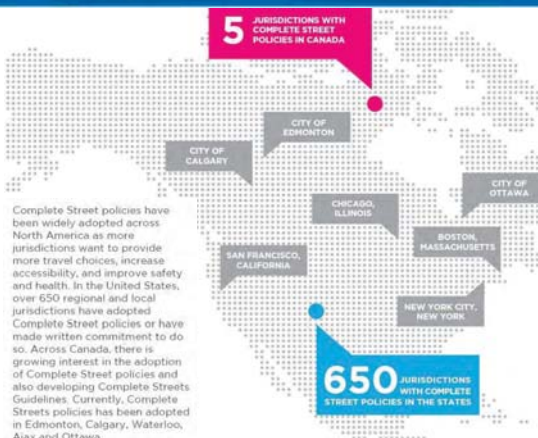 5 JURISDICTIONS WITH
COMPLETE STREET
POLICIES IN CANADA
CITY OF
EDMONTON
CITY OF
CALGARY
CITY OF
OTTAWA
CHICAGO,
ILLINOIS
BOSTON,
MASSACHUSETTS
SAN FRANCISCO,
CALIFORNIA
NEW YORK CITY,
NEW YORK
Complete Street policies have
been widely adopted across
North America as more
jurisdictions want to provide
more travel choices, increase
accessibility, and improve safety
and health. In the United States,
over 650 regional and local
jurisdictions have adopted
Complete Street policies or have
made written commitment to do
so. Across Canada, there is
growing interest in the adoption
of Complete Street policies and
also developing Complete Streets
Guidelines. Currently, Complete
Streets policies has been adopted
in Edmonton, Calgary, Waterloo,
Ajax and Ottawa.
650 JURISDICTIONS
WITH COMPLETE
STREET POLICIES IN THE STATES